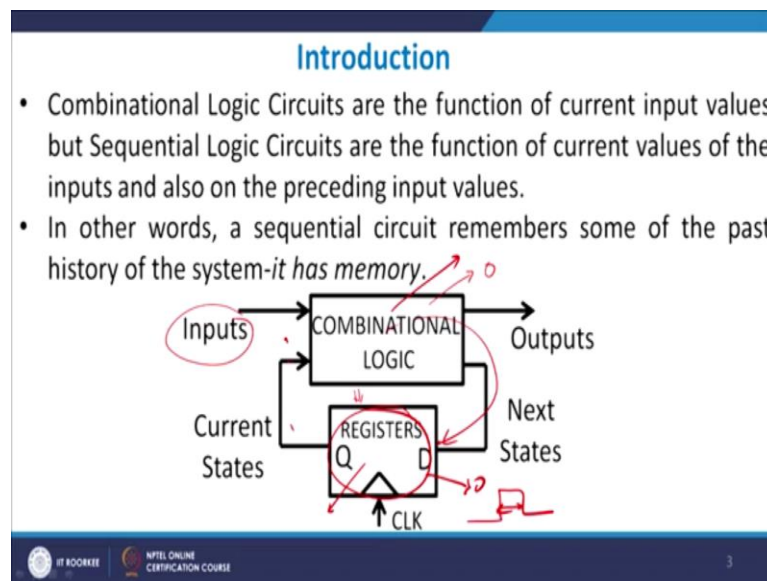 Introduction
• Combinational Logic Circuits are the function of current input values
but Sequential Logic Circuits are the function of current values of the
inputs and also on the preceding input values.
• In other words, a sequential circuit remembers some of the past
history of the system-it has memory.
0
Inputs
COMBINATIONAL
LOGIC
Outputs
Current
States
REGISTERS
Q
D
Next
States
CLK
IIT ROORKEE
NPTEL ONLINE
CERTIFICATION COURSE
3